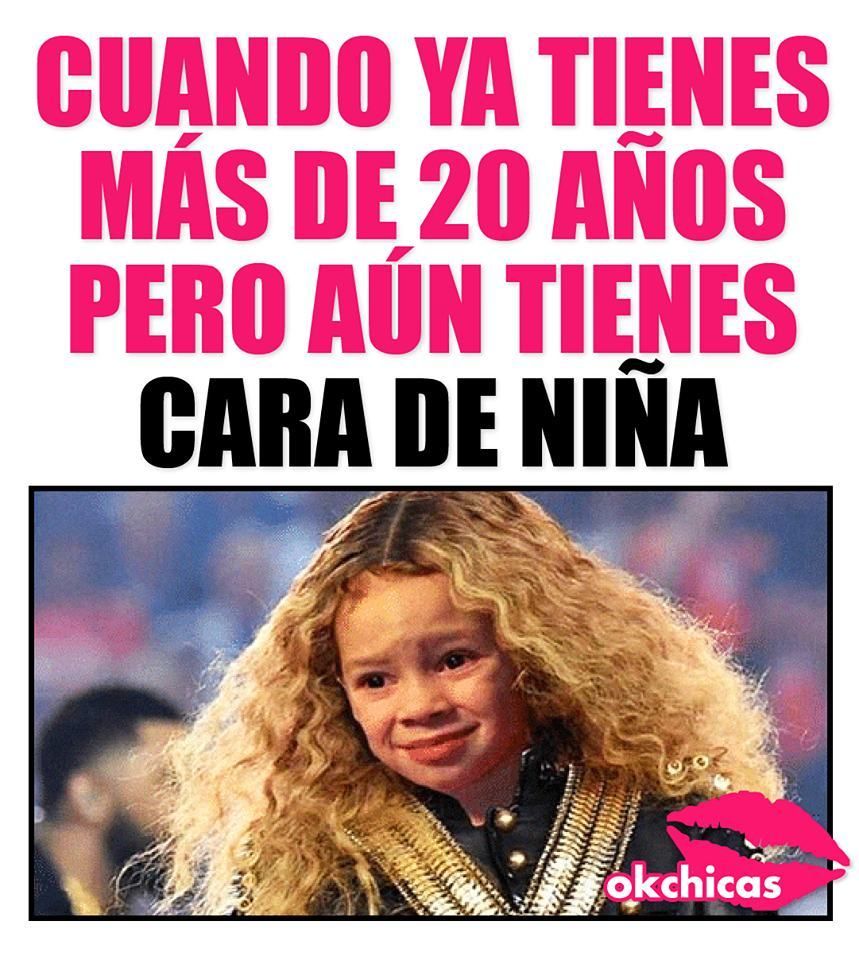 CUANDO YA TIENES
MÁS DE 20 AÑOS
PERO AÚN TIENES
CARA DE NIÑA
okchicas